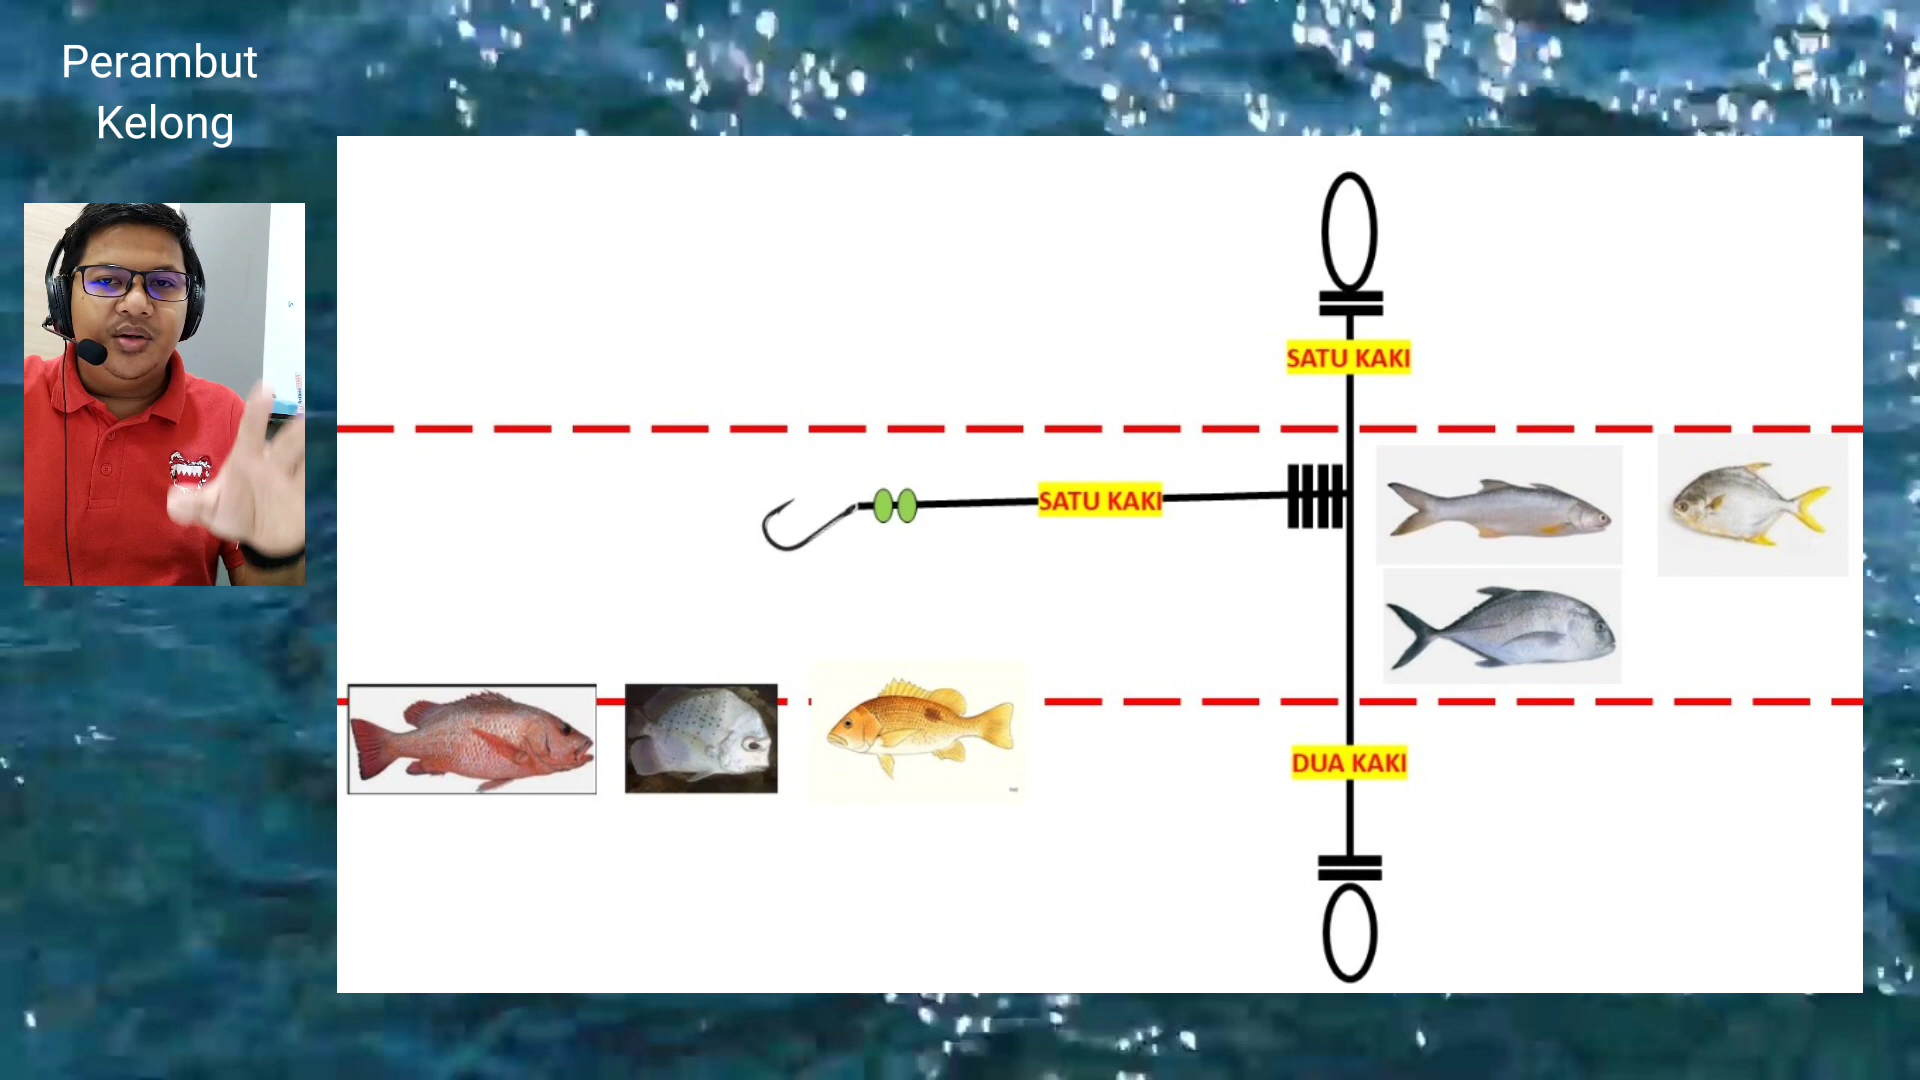 Perambut
Kelong
SATU KAKI
SATU KAKI
DUA KAKI